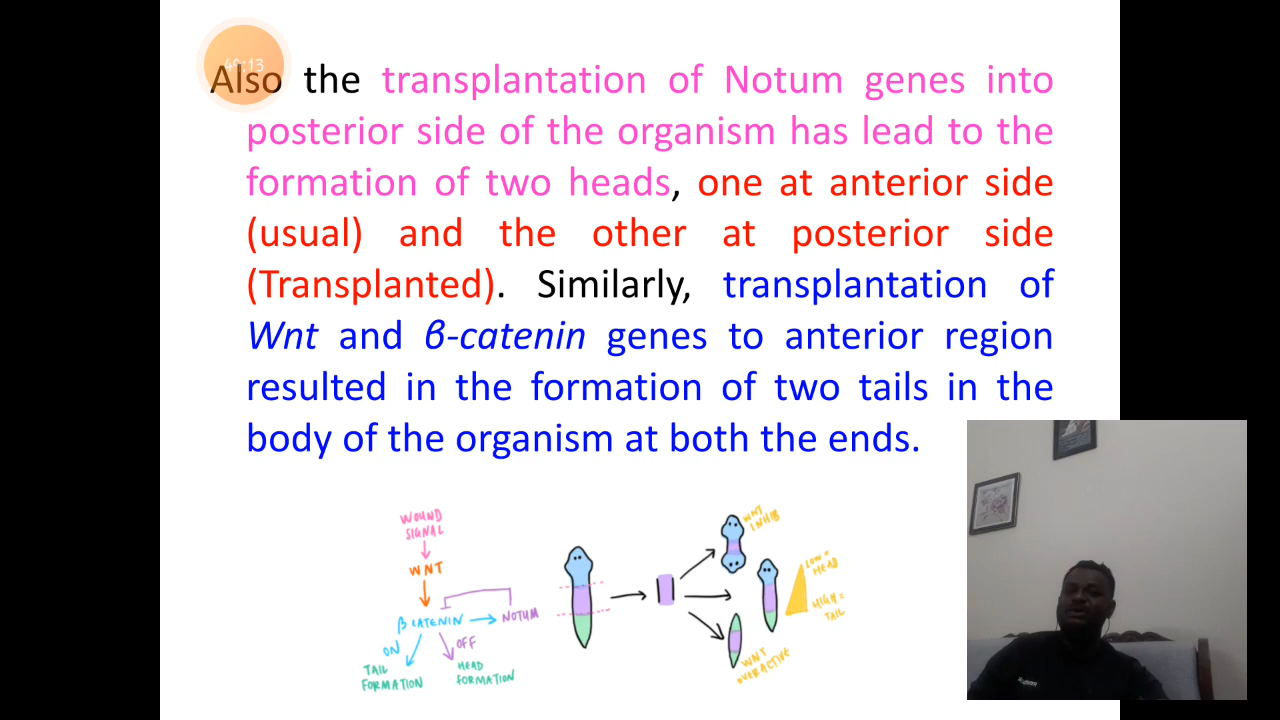 49:13
Also the transplantation of Notum genes into
posterior side of the organism has lead to the
formation of two heads, one at anterior side
(usual) and the other at posterior side
(Transplanted). Similarly, transplantation of
Wnt and β-catenin genes to anterior region
resulted in the formation of two tails in the
body of the organism at both the ends.
WOUND
SIGNAL
WNT
β CATENIN
NOTUM
ON
OFF
TAIL
FORMATION
HEAD
FORMATION
WNT
INHIB
LOW =
HEAD
HIGH =
TAIL
WNT
OVERACTIVE